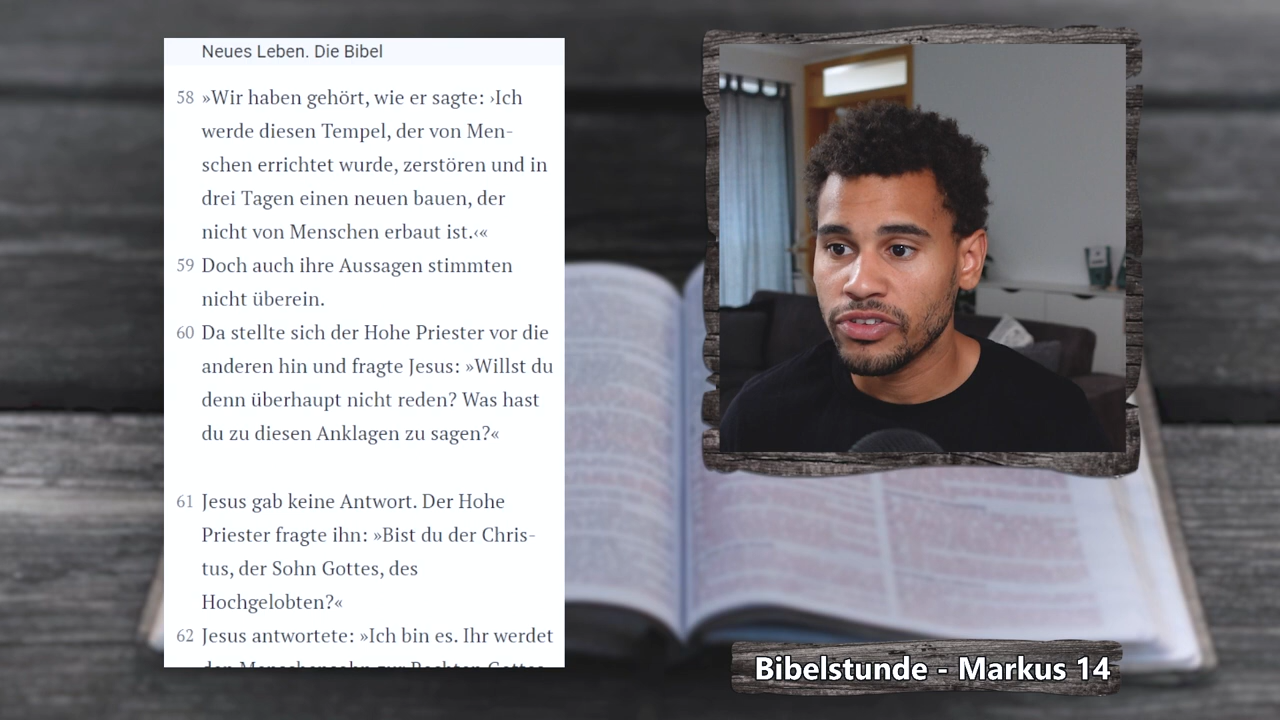 Neues Leben. Die Bibel
58 »Wir haben gehört, wie er sagte: ›Ich
werde diesen Tempel, der von Men-
schen errichtet wurde, zerstören und in
drei Tagen einen neuen bauen, der
nicht von Menschen erbaut ist.‹«
59 Doch auch ihre Aussagen stimmten
nicht überein.
60 Da stellte sich der Hohe Priester vor die
anderen hin und fragte Jesus: »Willst du
denn überhaupt nicht reden? Was hast
du zu diesen Anklagen zu sagen?«
61 Jesus gab keine Antwort. Der Hohe
Priester fragte ihn: »Bist du der Chris-
tus, der Sohn Gottes, des
Hochgelobten?«
62 Jesus antwortete: »Ich bin es. Ihr werdet
den Menschensohn zur Rechten Gottes
Bibelstunde - Markus 14